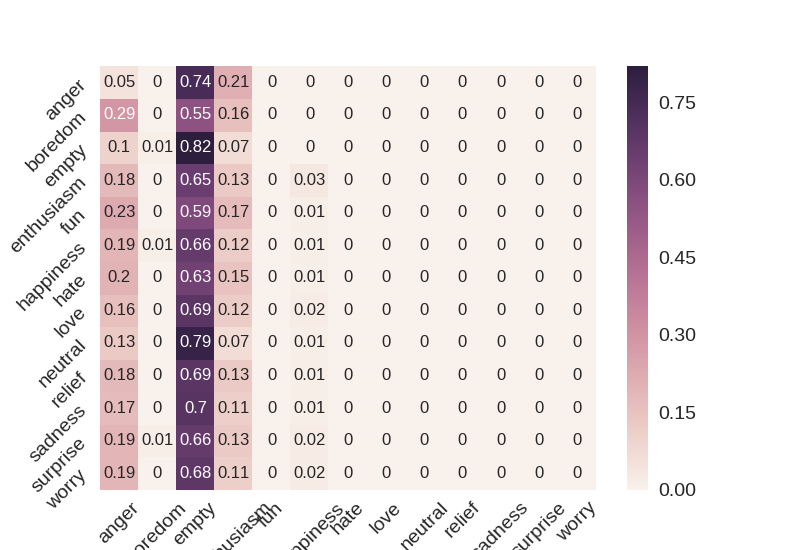 anger 0.05 0 0.74 0.21 0 0 0 0 0 0 0 0 0
boredom 0.29 0 0.55 0.16 0 0 0 0 0 0 0 0 0
empty 0.1 0.01 0.82 0.07 0 0 0 0 0 0 0 0 0
enthusiasm 0.18 0 0.65 0.13 0 0.03 0 0 0 0 0 0 0
fun 0.23 0 0.59 0.17 0 0.01 0 0 0 0 0 0 0
happiness 0.19 0.01 0.66 0.12 0 0.01 0 0 0 0 0 0 0
hate 0.2 0 0.63 0.15 0 0.01 0 0 0 0 0 0 0
love 0.16 0 0.69 0.12 0 0.02 0 0 0 0 0 0 0
neutral 0.13 0 0.79 0.07 0 0.01 0 0 0 0 0 0 0
relief 0.18 0 0.69 0.13 0 0.01 0 0 0 0 0 0 0
sadness 0.17 0 0.7 0.11 0 0.01 0 0 0 0 0 0 0
surprise 0.19 0.01 0.66 0.13 0 0.02 0 0 0 0 0 0 0
worry 0.19 0 0.68 0.11 0 0.02 0 0 0 0 0 0 0
anger oredom empty husiasm fun ppiness hate love neutral relief adness surprise worry
0.75
0.60
0.45
0.30
0.15
0.00